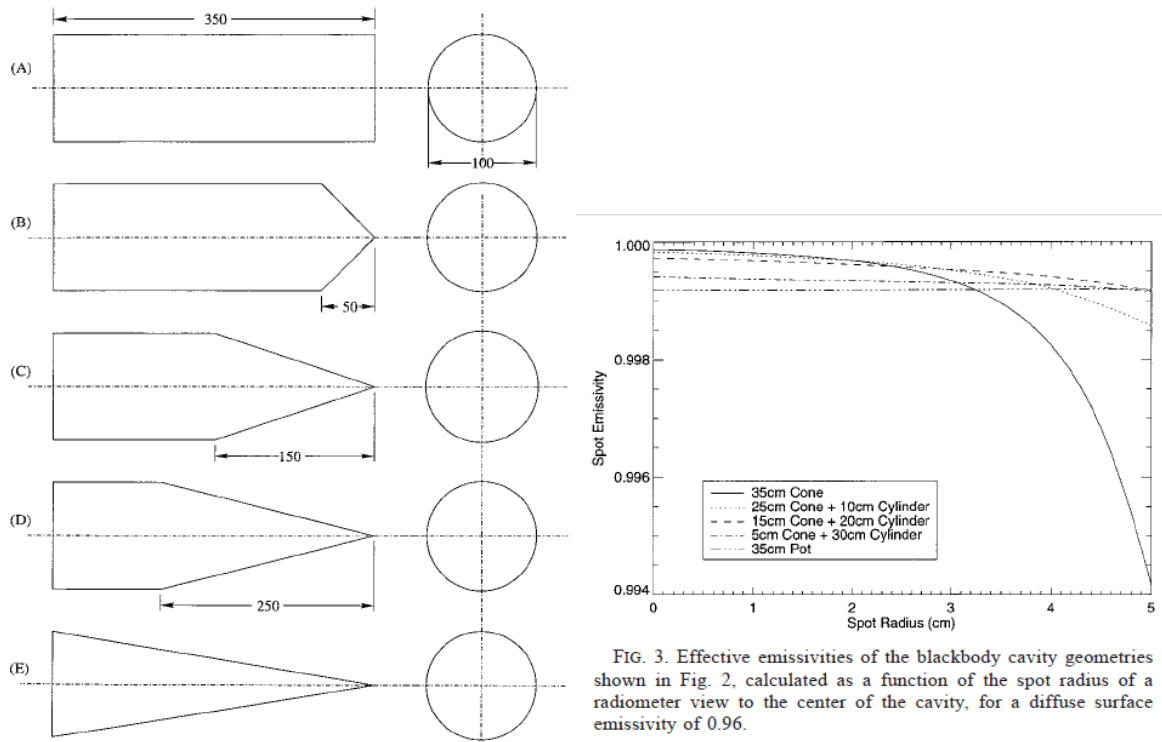 350
(A)
100
(B)
50
(C)
150
(D)
250
(E)
1.000
0.998
0.996
0.994
Spot Emissivity
35cm Cone
25cm Cone + 10cm Cylinder
15cm Cone + 20cm Cylinder
5cm Cone + 30cm Cylinder
35cm Pot
0 1 2 3 4 5
Spot Radius (cm)
FIG. 3. Effective emissivities of the blackbody cavity geometries
shown in Fig. 2, calculated as a function of the spot radius of a
radiometer view to the center of the cavity, for a diffuse surface
emissivity of 0.96.